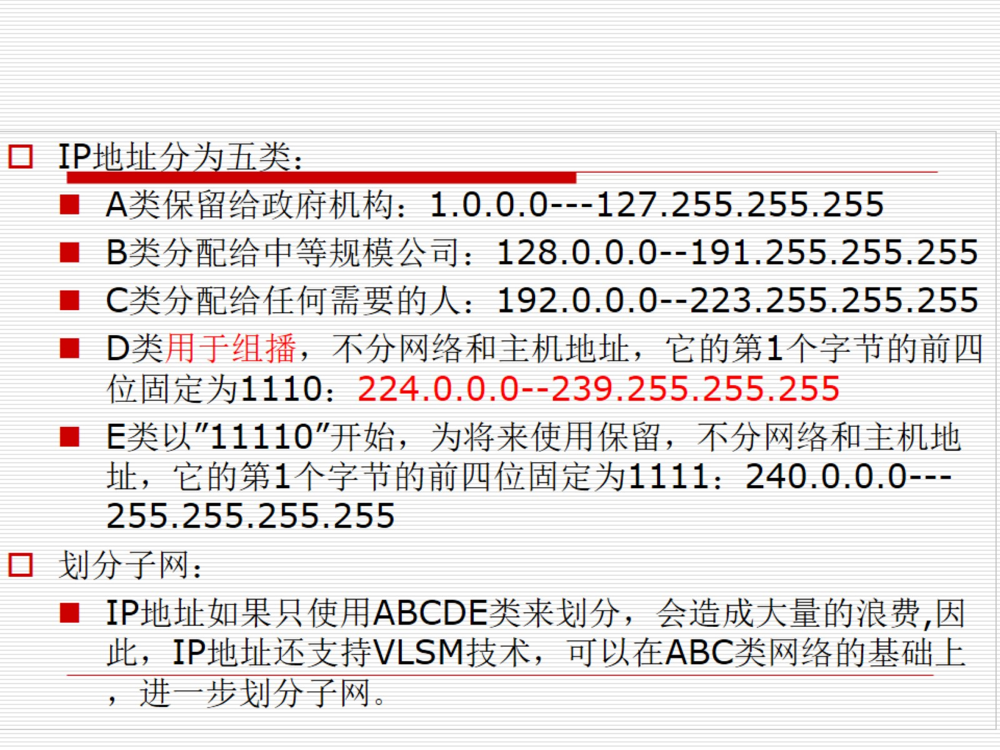 IP地址分为五类：
A类保留给政府机构：1.0.0.0---127.255.255.255
B类分配给中等规模公司：128.0.0.0--191.255.255.255
C类分配给任何需要的人：192.0.0.0--223.255.255.255
D类用于组播，不分网络和主机地址，它的第1个字节的前四
位固定为1110：224.0.0.0--239.255.255.255
E类以”11110”开始，为将来使用保留，不分网络和主机地
址，它的第1个字节的前四位固定为1111：240.0.0.0---
255.255.255.255
划分子网：
IP地址如果只使用ABCDE类来划分，会造成大量的浪费,因
此，IP地址还支持VLSM技术，可以在ABC类网络的基础上
，进一步划分子网。